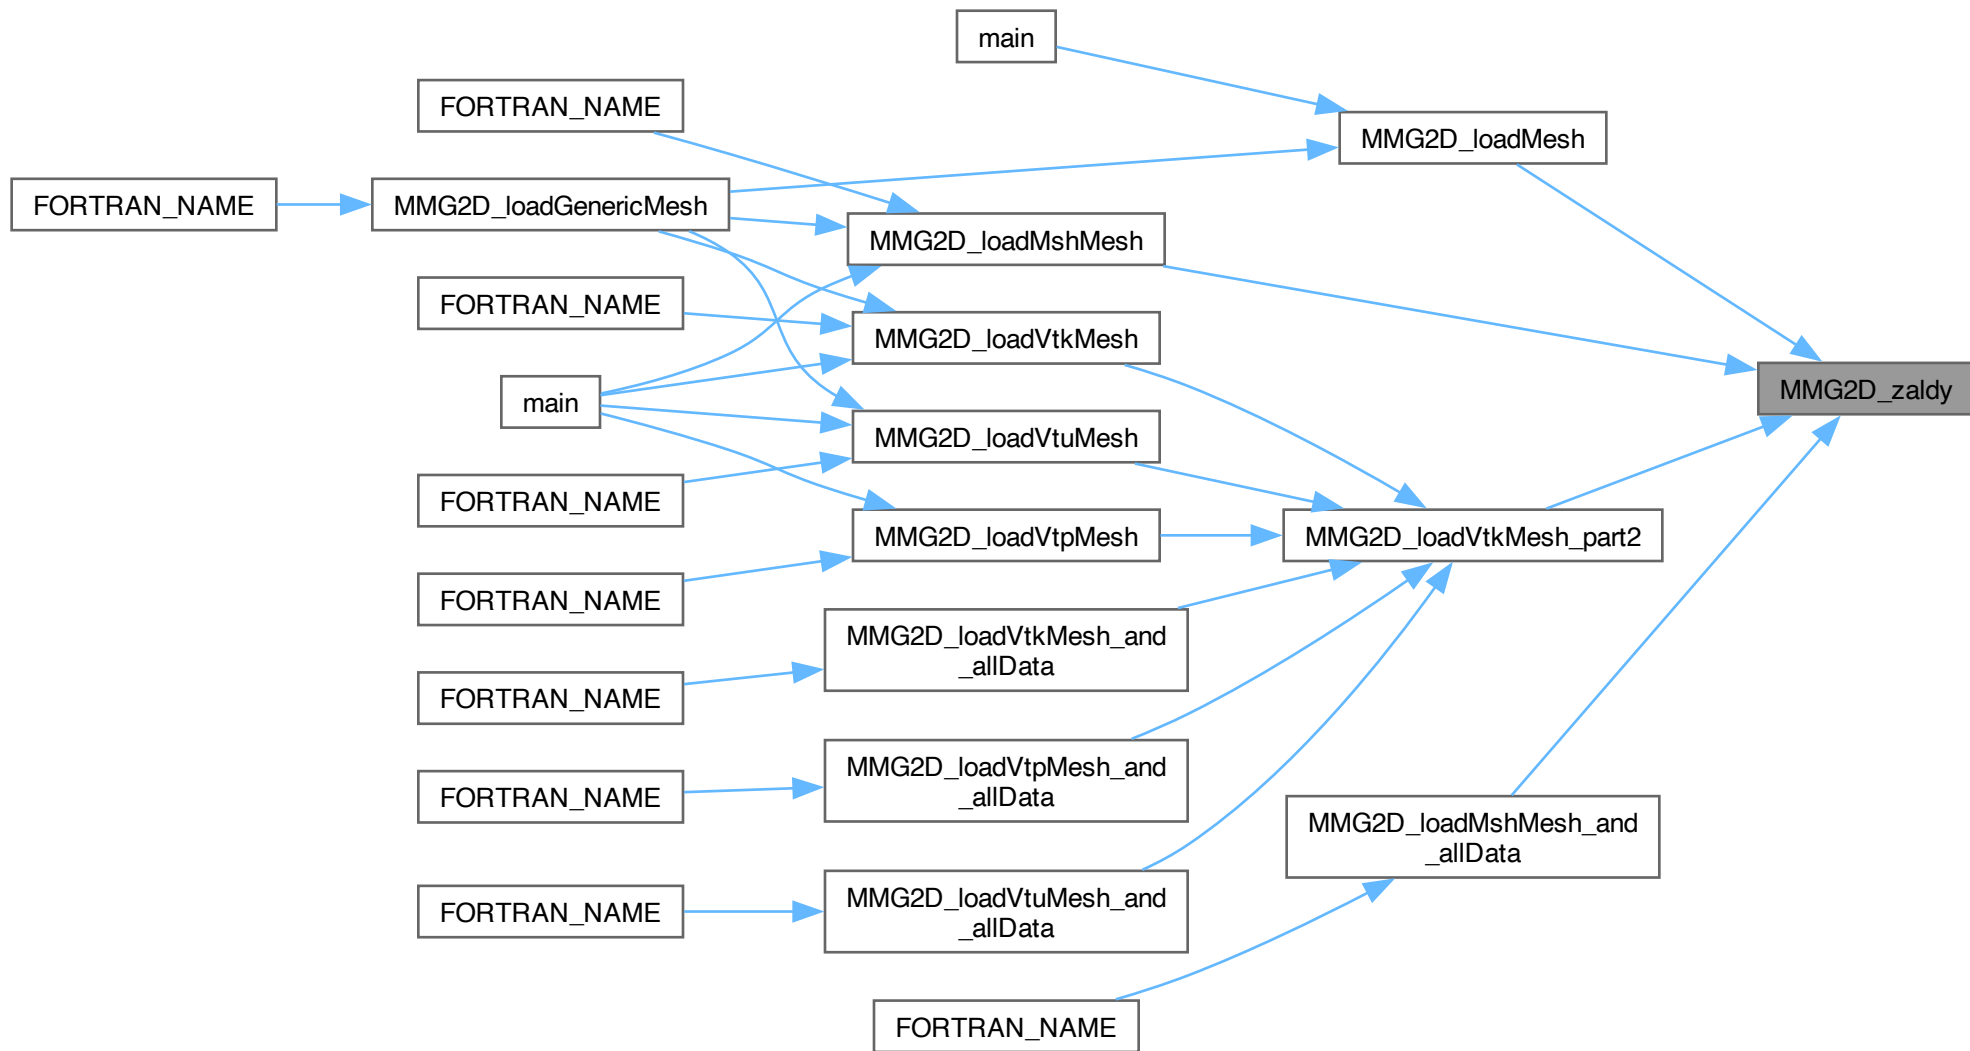 main
FORTRAN_NAME
MMG2D_loadMesh
FORTRAN_NAME
MMG2D_loadGenericMesh
MMG2D_loadMshMesh
FORTRAN_NAME
MMG2D_loadVtkMesh
MMG2D_zaldy
main
MMG2D_loadVtuMesh
FORTRAN_NAME
MMG2D_loadVtpMesh
MMG2D_loadVtkMesh_part2
FORTRAN_NAME
MMG2D_loadVtkMesh_and
_allData
FORTRAN_NAME
MMG2D_loadVtpMesh_and
_allData
FORTRAN_NAME
MMG2D_loadMshMesh_and
_allData
MMG2D_loadVtuMesh_and
_allData
FORTRAN_NAME
FORTRAN_NAME